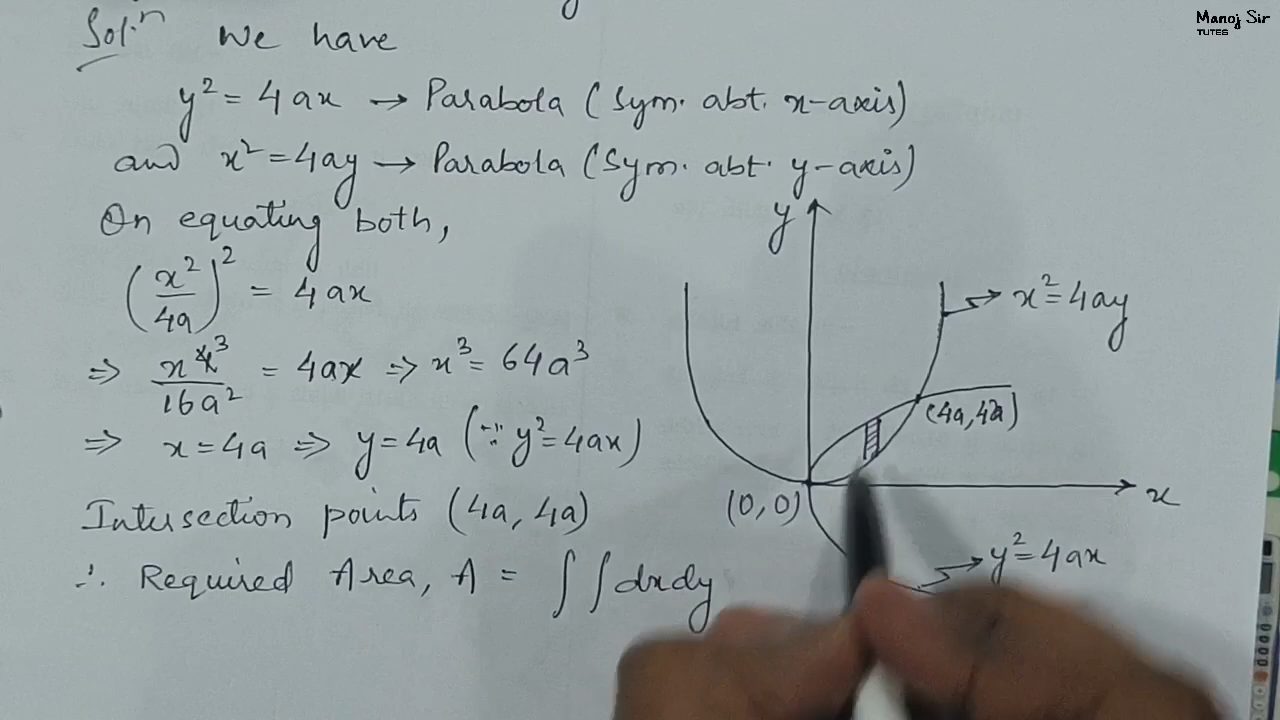 Manoj Sir
TUTES
Sol.ⁿ We have
y² = 4ax → Parabola (Sym. abt. x-axis)
and x² = 4ay → Parabola (Sym. abt. y-axis)
On equating both,
(x²/4a)² = 4ax
⇒ x⁴ ³/16a² = 4ax ⇒ x³ = 64a³
⇒ x = 4a ⇒ y = 4a (∵ y² = 4ax)
Intersection points (4a, 4a)
∴ Required Area, A = ∫∫ dxdy
y
x² = 4ay
(4a, 4a)
(0, 0)
x
y² = 4ax